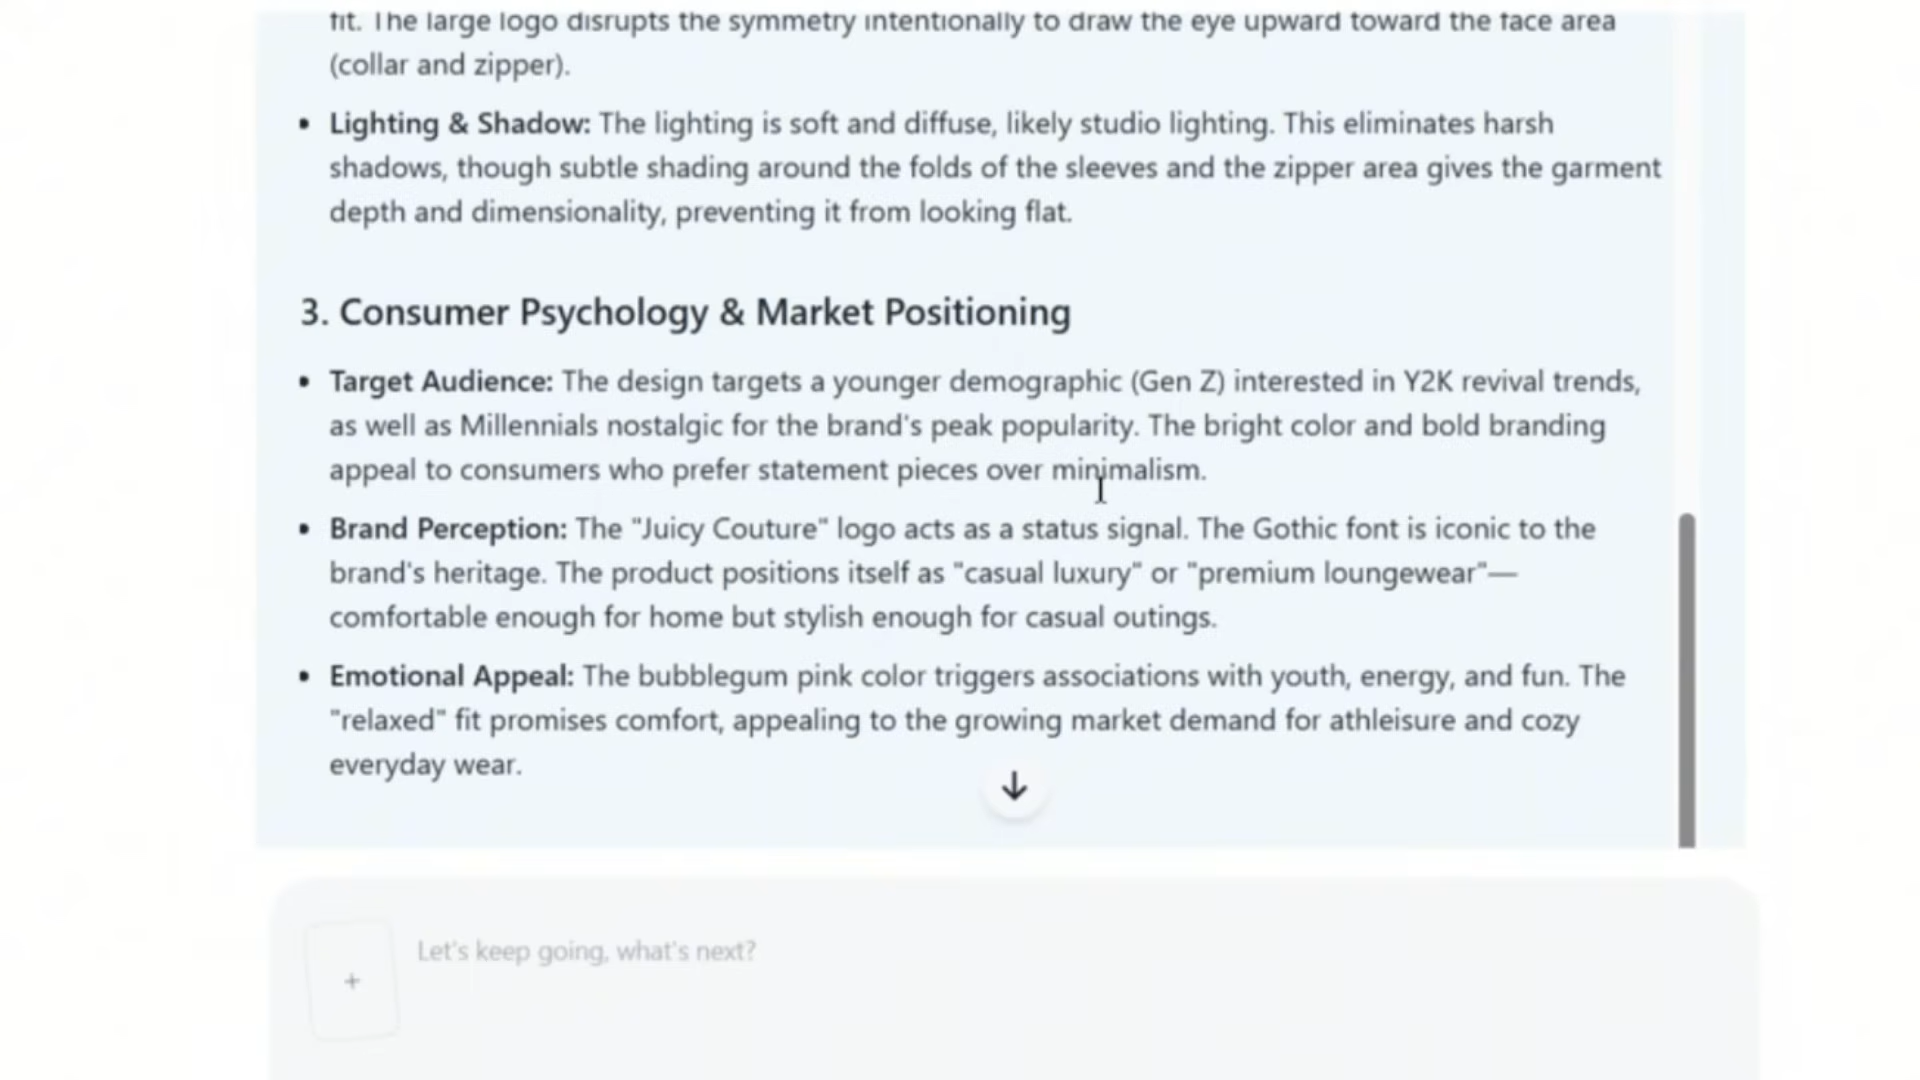 fit. The large logo disrupts the symmetry intentionally to draw the eye upward toward the face area
(collar and zipper).
• Lighting & Shadow: The lighting is soft and diffuse, likely studio lighting. This eliminates harsh
shadows, though subtle shading around the folds of the sleeves and the zipper area gives the garment
depth and dimensionality, preventing it from looking flat.
3. Consumer Psychology & Market Positioning
• Target Audience: The design targets a younger demographic (Gen Z) interested in Y2K revival trends,
as well as Millennials nostalgic for the brand's peak popularity. The bright color and bold branding
appeal to consumers who prefer statement pieces over minimalism.
• Brand Perception: The "Juicy Couture" logo acts as a status signal. The Gothic font is iconic to the
brand's heritage. The product positions itself as "casual luxury" or "premium loungewear"—
comfortable enough for home but stylish enough for casual outings.
• Emotional Appeal: The bubblegum pink color triggers associations with youth, energy, and fun. The
"relaxed" fit promises comfort, appealing to the growing market demand for athleisure and cozy
everyday wear.
Let's keep going, what's next?